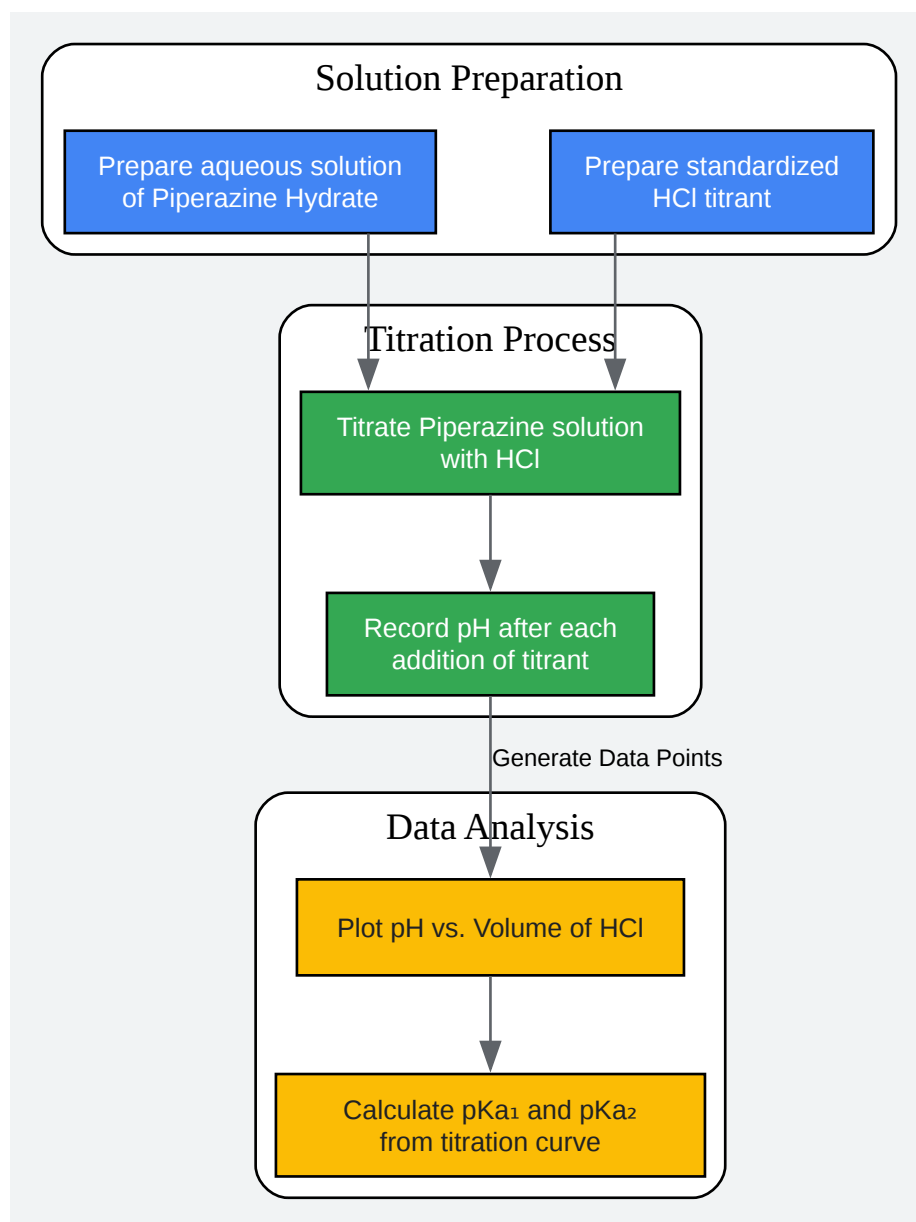 Solution Preparation
Prepare aqueous solution
of Piperazine Hydrate
Prepare standardized
HCl titrant
Titration Process
Titrate Piperazine solution
with HCl
Record pH after each
addition of titrant
Generate Data Points
Data Analysis
Plot pH vs. Volume of HCl
Calculate pKa₁ and pKa₂
from titration curve